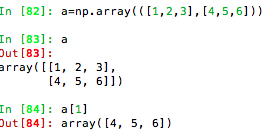 In [82]: a=np.array(([1,2,3],[4,5,6]))
In [83]: a
Out[83]:
array([[1, 2, 3],
       [4, 5, 6]])
In [84]: a[1]
Out[84]: array([4, 5, 6])